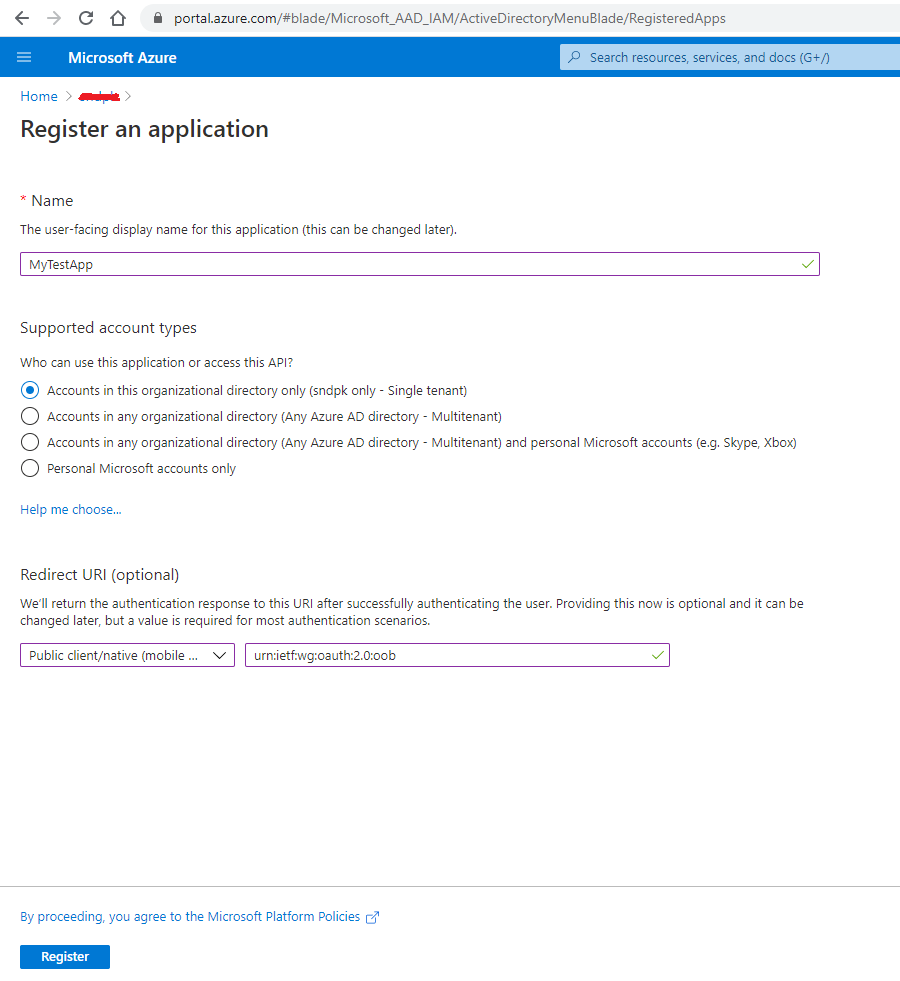 portal.azure.com/#blade/Microsoft_AAD_IAM/ActiveDirectoryMenuBlade/RegisteredApps
Microsoft Azure
Search resources, services, and docs (G+/)
Home
Register an application
* Name
The user-facing display name for this application (this can be changed later).
MyTestApp
Supported account types
Who can use this application or access this API?
Accounts in this organizational directory only (sndpk only - Single tenant)
Accounts in any organizational directory (Any Azure AD directory - Multitenant)
Accounts in any organizational directory (Any Azure AD directory - Multitenant) and personal Microsoft accounts (e.g. Skype, Xbox)
Personal Microsoft accounts only
Help me choose...
Redirect URI (optional)
We'll return the authentication response to this URI after successfully authenticating the user. Providing this now is optional and it can be
changed later, but a value is required for most authentication scenarios.
Public client/native (mobile ...
urn:ietf:wg:oauth:2.0:oob
By proceeding, you agree to the Microsoft Platform Policies
Register